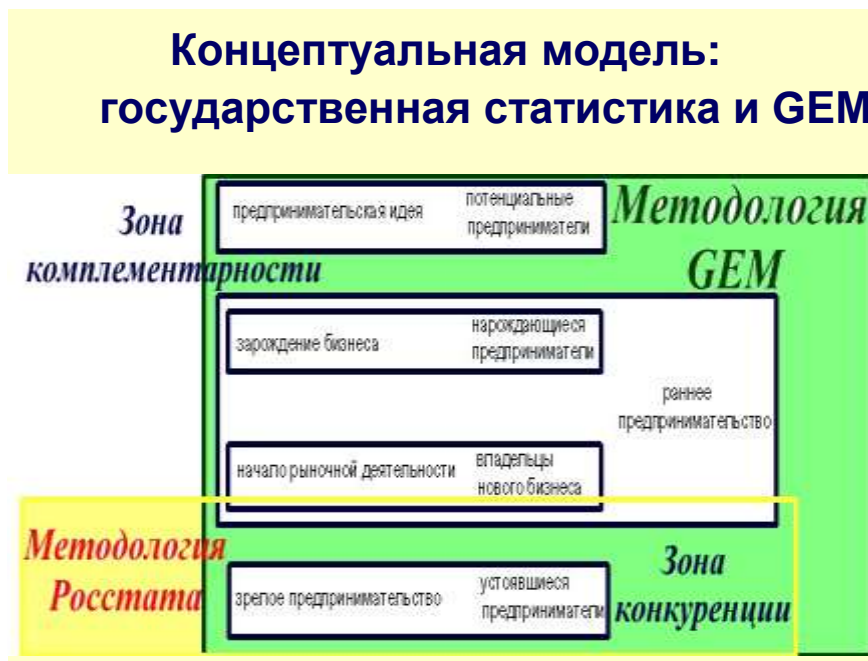 Концептуальная модель:
государственная статистика и GEM
Зона
комплементарности
предпринимательская идея
потенциальные
предприниматели
Методология
GEM
зарождение бизнеса
нарождающиеся
предприниматели
раннее
предпринимательство
начало рыночной деятельности
владельцы
нового бизнеса
Методология
Росстата
зрелое предпринимательство
устоявшиеся
предприниматели
Зона
конкуренции